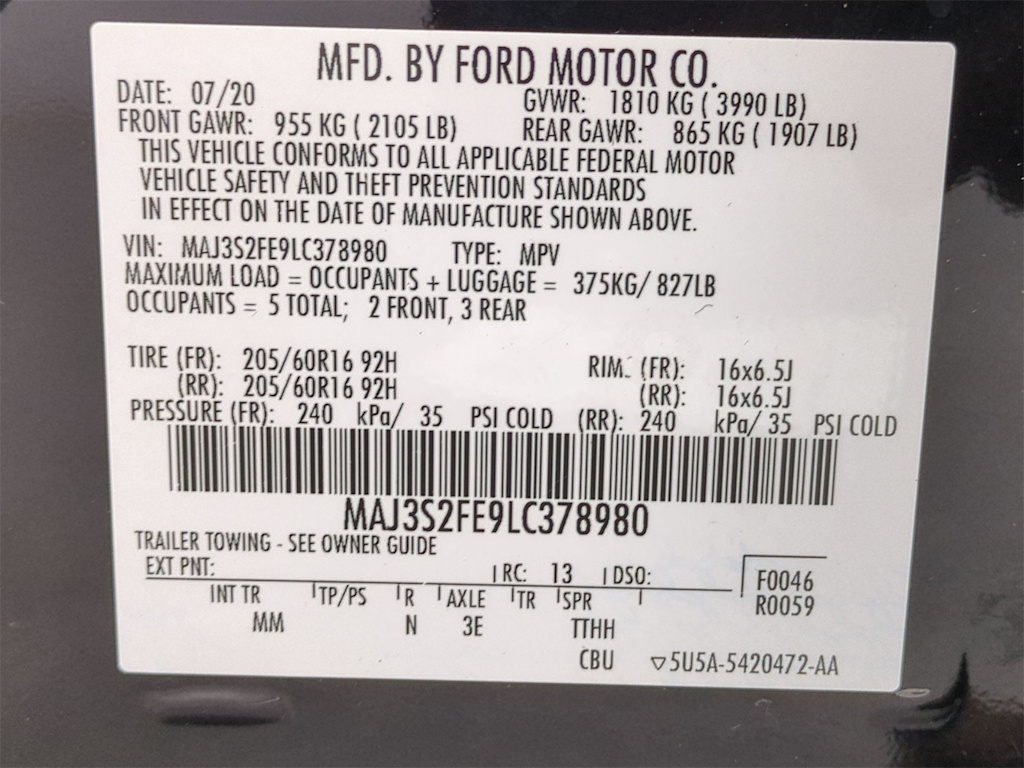 MFD. BY FORD MOTOR CO.
DATE: 07/20 GVWR: 1810 KG ( 3990 LB)
FRONT GAWR: 955 KG ( 2105 LB) REAR GAWR: 865 KG ( 1907 LB)
THIS VEHICLE CONFORMS TO ALL APPLICABLE FEDERAL MOTOR
VEHICLE SAFETY AND THEFT PREVENTION STANDARDS
IN EFFECT ON THE DATE OF MANUFACTURE SHOWN ABOVE.
VIN: MAJ3S2FE9LC378980 TYPE: MPV
MAXIMUM LOAD = OCCUPANTS + LUGGAGE = 375KG/ 827LB
OCCUPANTS = 5 TOTAL; 2 FRONT, 3 REAR
TIRE (FR): 205/60R16 92H RIM. (FR): 16x6.5J
(RR): 205/60R16 92H (RR): 16x6.5J
PRESSURE (FR): 240 kPa/ 35 PSI COLD (RR): 240 kPa/ 35 PSI COLD
MAJ3S2FE9LC378980
TRAILER TOWING - SEE OWNER GUIDE
EXT PNT: RC: 13 DSO: F0046
INT TR TP/PS R AXLE TR SPR R0059
MM N 3E TTHH
CBU ▽5U5A-5420472-AA